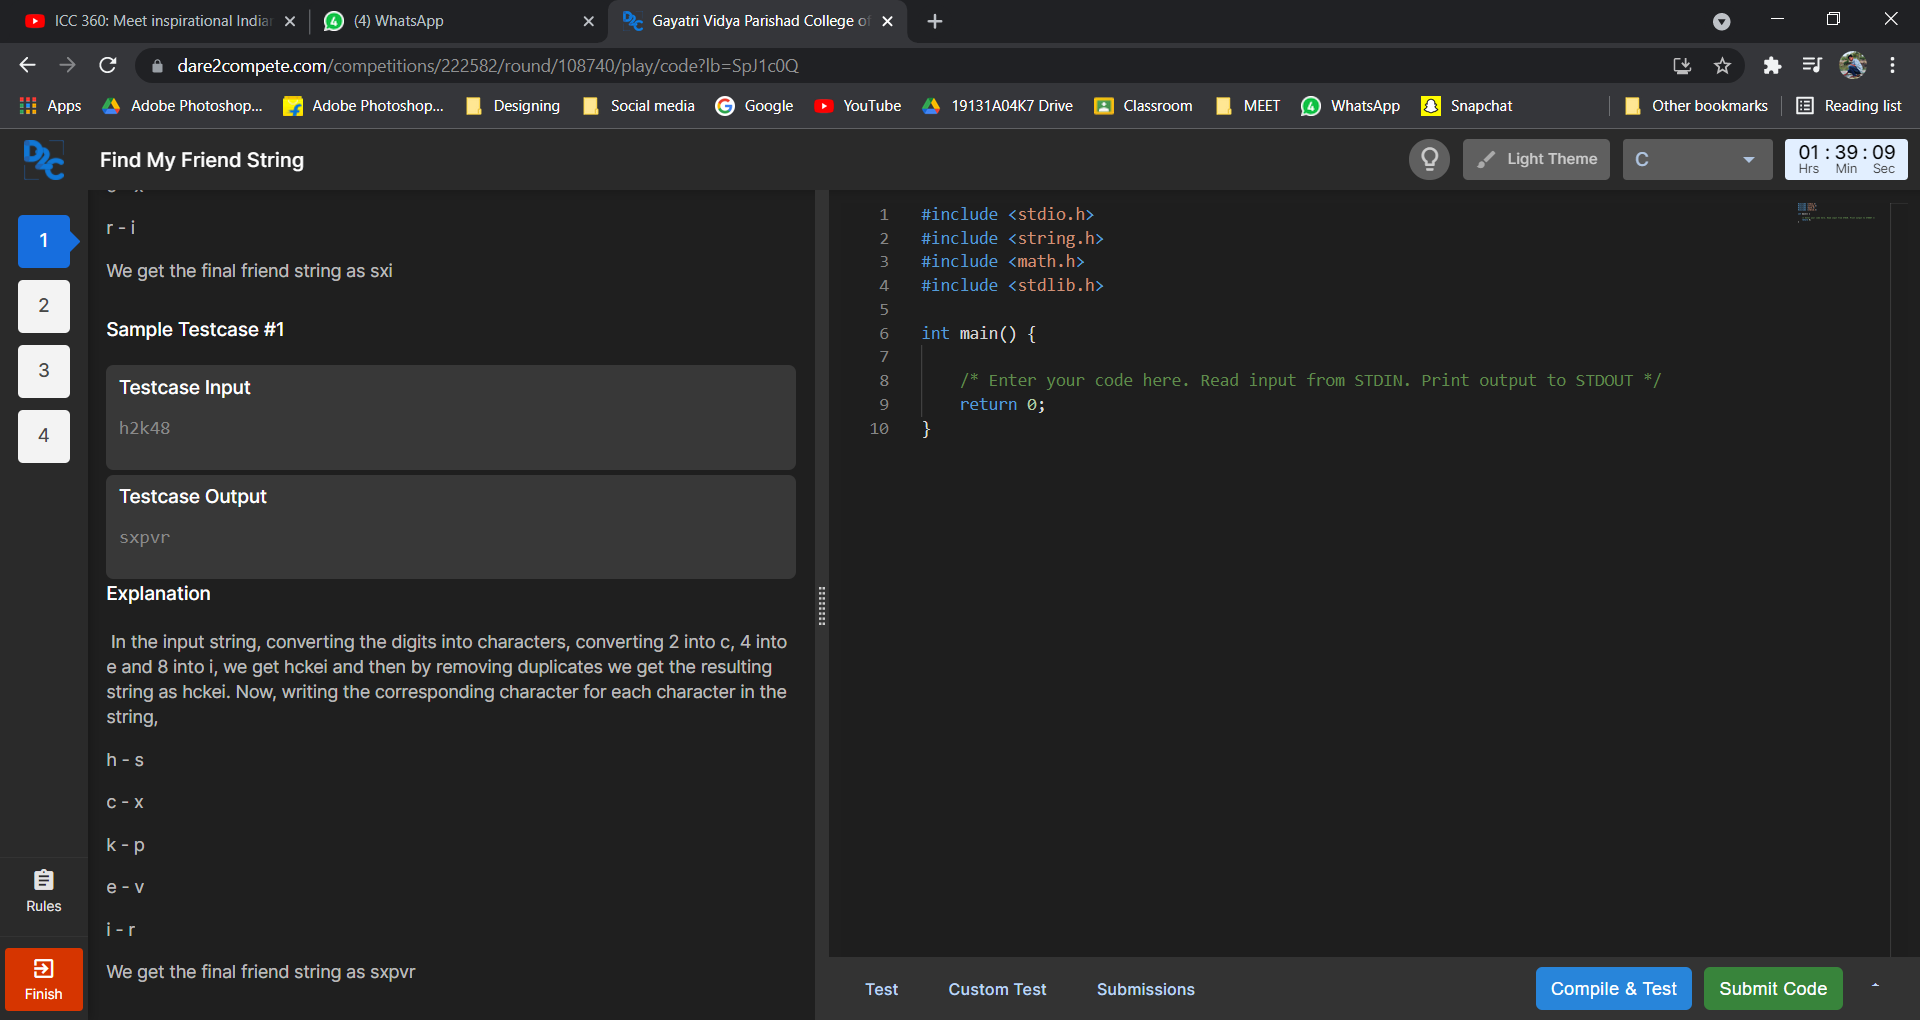 ICC 360: Meet inspirational Indian
(4) WhatsApp
Gayatri Vidya Parishad College of
dare2compete.com/competitions/222582/round/108740/play/code?lb=SpJ1c0Q
Apps
Adobe Photoshop...
Adobe Photoshop...
Designing
Social media
Google
YouTube
19131A04K7 Drive
Classroom
MEET
WhatsApp
Snapchat
Other bookmarks
Reading list
D2C
Find My Friend String
Light Theme
C
01 : 39 : 09
Hrs Min Sec
1
2
3
4
Rules
Finish
r - i
We get the final friend string as sxi
Sample Testcase #1
Testcase Input
h2k48
Testcase Output
sxpvr
Explanation
In the input string, converting the digits into characters, converting 2 into c, 4 into
e and 8 into i, we get hckei and then by removing duplicates we get the resulting
string as hckei. Now, writing the corresponding character for each character in the
string,
h - s
c - x
k - p
e - v
i - r
We get the final friend string as sxpvr
1 #include <stdio.h>
2 #include <string.h>
3 #include <math.h>
4 #include <stdlib.h>
5
6 int main() {
7
8 /* Enter your code here. Read input from STDIN. Print output to STDOUT */
9 return 0;
10 }
Test
Custom Test
Submissions
Compile & Test
Submit Code